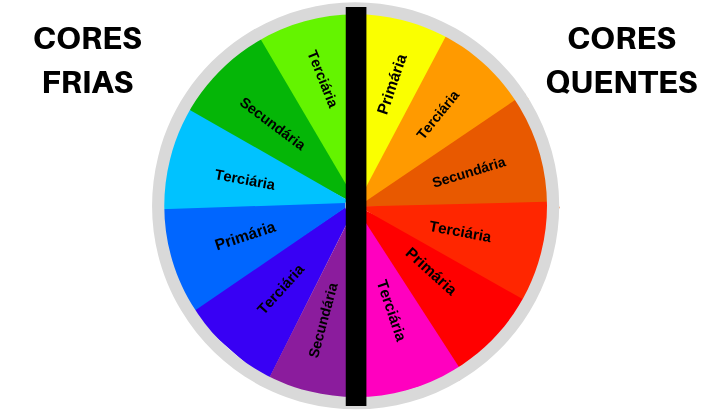 CORES
FRIAS
CORES
QUENTES
Terciária
Secundária
Terciária
Primária
Terciária
Secundária
Primária
Terciária
Secundária
Terciária
Primária
Terciária